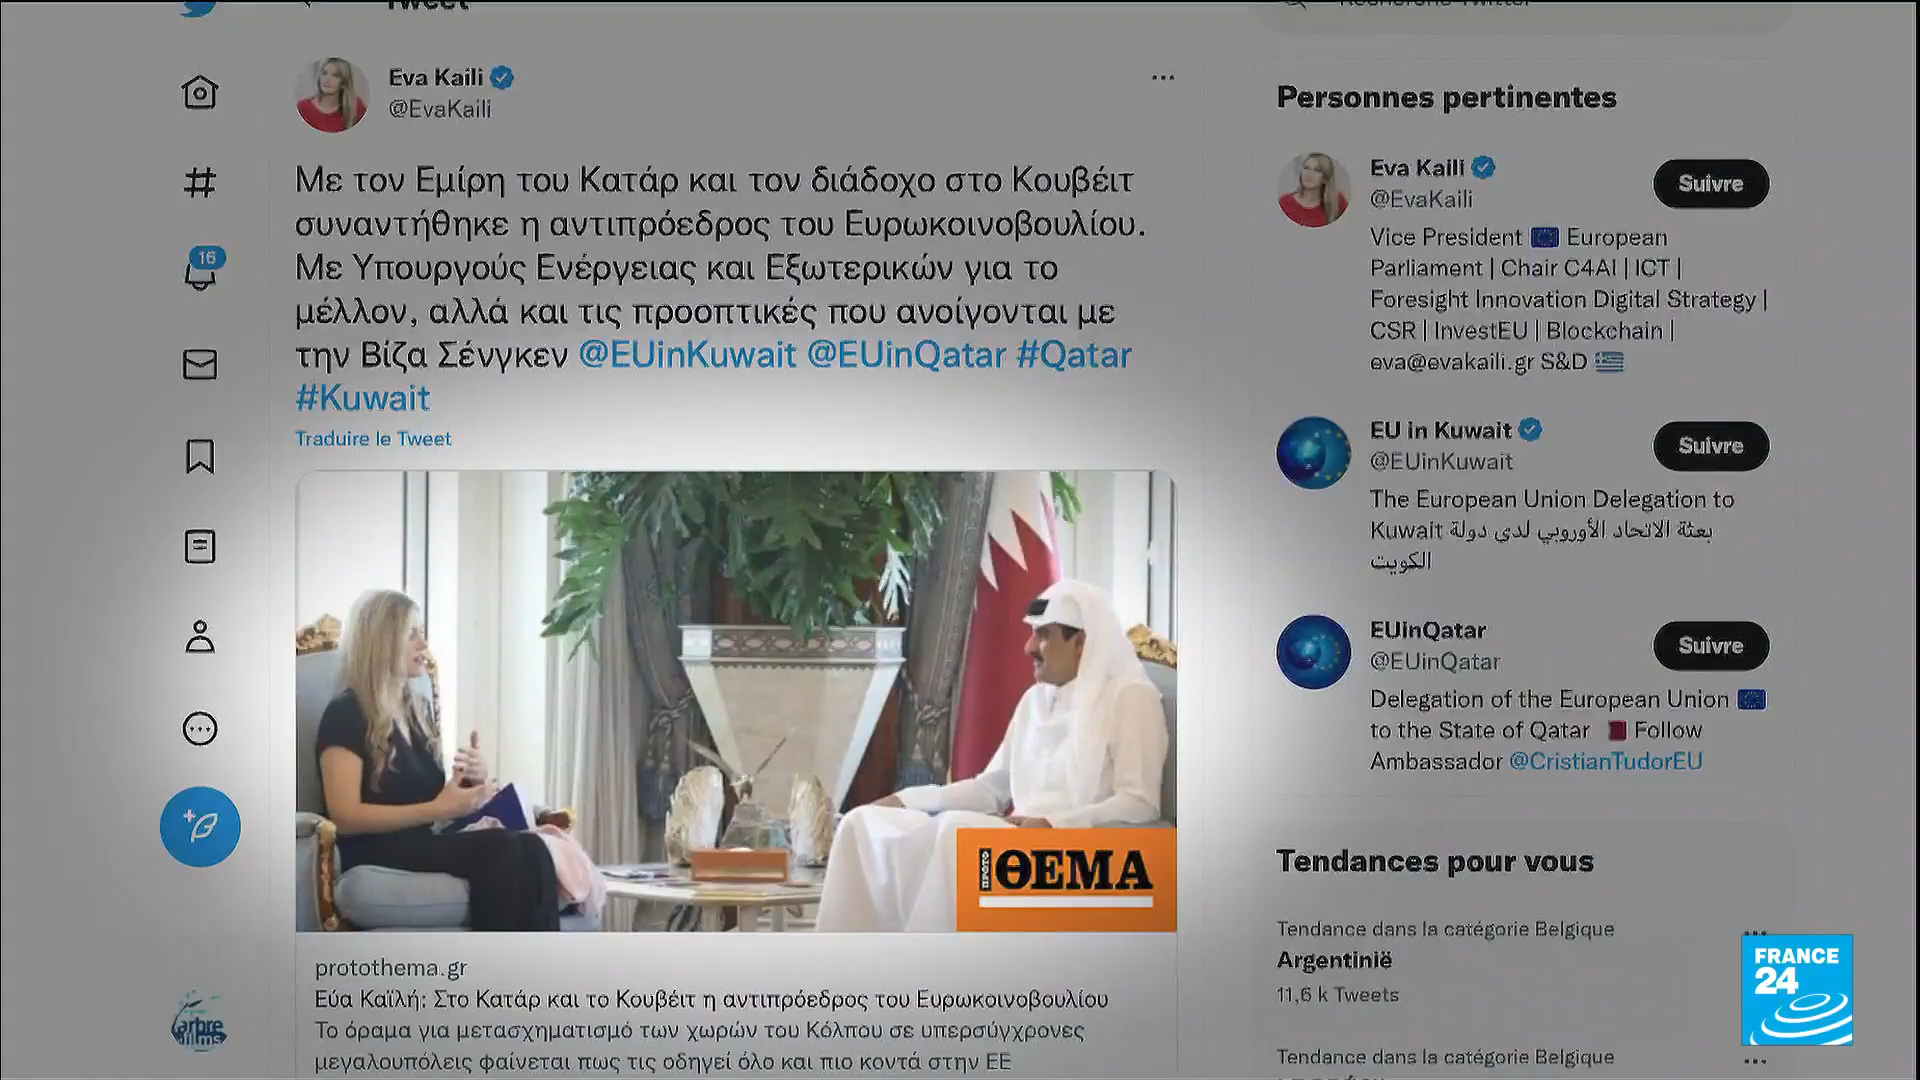 Tweet
Eva Kaili
@EvaKaili
Με τον Εμίρη του Κατάρ και τον διάδοχο στο Κουβέιτ
συναντήθηκε η αντιπρόεδρος του Ευρωκοινοβουλίου.
Με Υπουργούς Ενέργειας και Εξωτερικών για το
μέλλον, αλλά και τις προοπτικές που ανοίγονται με
την Βίζα Σένγκεν @EUinKuwait @EUinQatar #Qatar
#Kuwait
Traduire le Tweet
ΠΡΩΤΟ ΘΕΜΑ
protothema.gr
Εύα Καϊλή: Στο Κατάρ και το Κουβέιτ η αντιπρόεδρος του Ευρωκοινοβουλίου
Το όραμα για μετασχηματισμό των χωρών του Κόλπου σε υπερσύγχρονες
μεγαλουπόλεις φαίνεται πως τις οδηγεί όλο και πιο κοντά στην ΕΕ
16
arbre
films
Recherche Twitter
Personnes pertinentes
Eva Kaili
Suivre
@EvaKaili
Vice President European
Parliament | Chair C4AI | ICT |
Foresight Innovation Digital Strategy |
CSR | InvestEU | Blockchain |
eva@evakaili.gr S&D
EU in Kuwait
Suivre
@EUinKuwait
The European Union Delegation to
Kuwait بعثة الاتحاد الأوروبي لدى دولة
الكويت
EUinQatar
Suivre
@EUinQatar
Delegation of the European Union
to the State of Qatar Follow
Ambassador @CristianTudorEU
Tendances pour vous
Tendance dans la catégorie Belgique
Argentinië
11,6 k Tweets
Tendance dans la catégorie Belgique
FRANCE
24